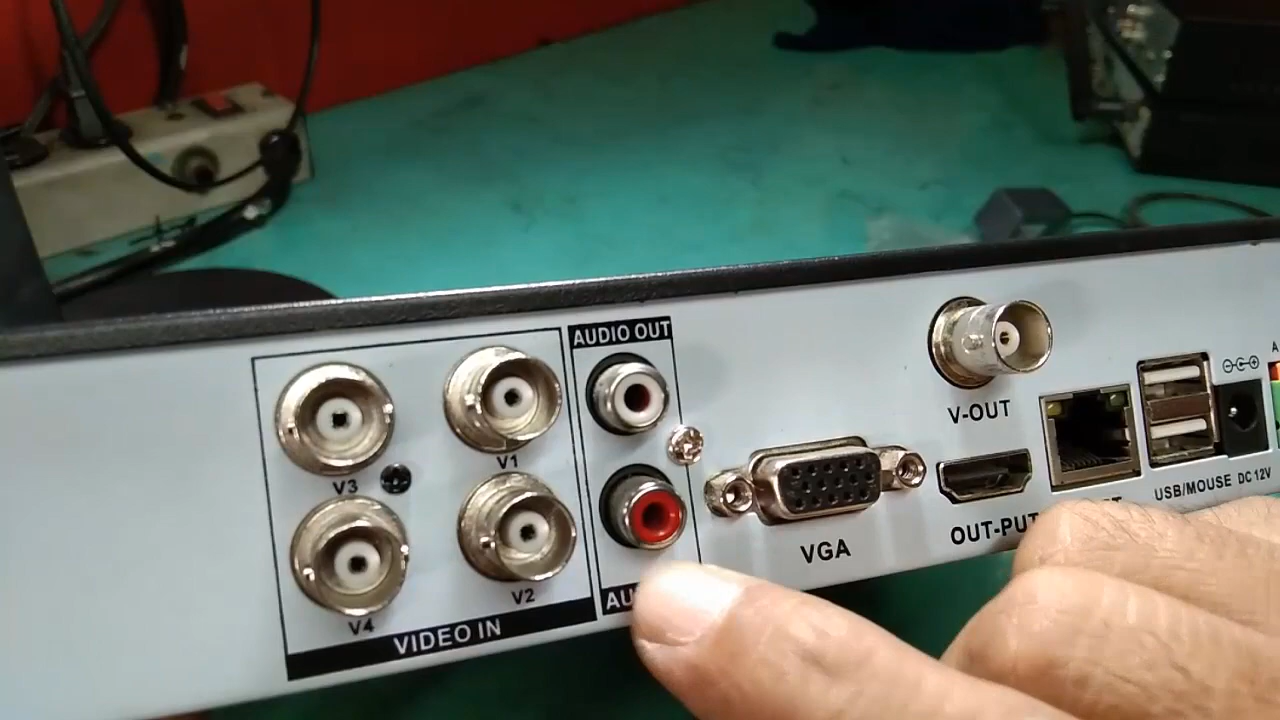 AUDIO OUT
V3
V1
V4
V2
VIDEO IN
VGA
V-OUT
USB/MOUSE
DC 12V